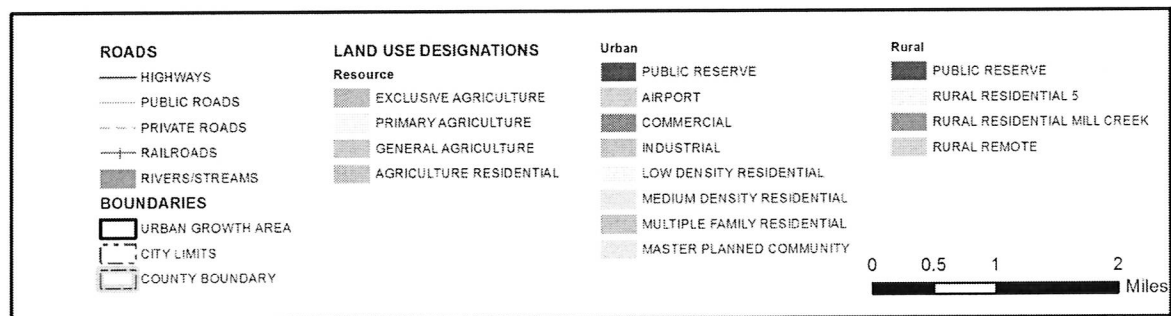 ROADS
HIGHWAYS
PUBLIC ROADS
PRIVATE ROADS
RAILROADS
RIVERS/STREAMS
BOUNDARIES
URBAN GROWTH AREA
CITY LIMITS
COUNTY BOUNDARY
LAND USE DESIGNATIONS
Resource
EXCLUSIVE AGRICULTURE
PRIMARY AGRICULTURE
GENERAL AGRICULTURE
AGRICULTURE RESIDENTIAL
Urban
PUBLIC RESERVE
AIRPORT
COMMERCIAL
INDUSTRIAL
LOW DENSITY RESIDENTIAL
MEDIUM DENSITY RESIDENTIAL
MULTIPLE FAMILY RESIDENTIAL
MASTER PLANNED COMMUNITY
Rural
PUBLIC RESERVE
RURAL RESIDENTIAL 5
RURAL RESIDENTIAL MILL CREEK
RURAL REMOTE
0 0.5 1 2
Miles